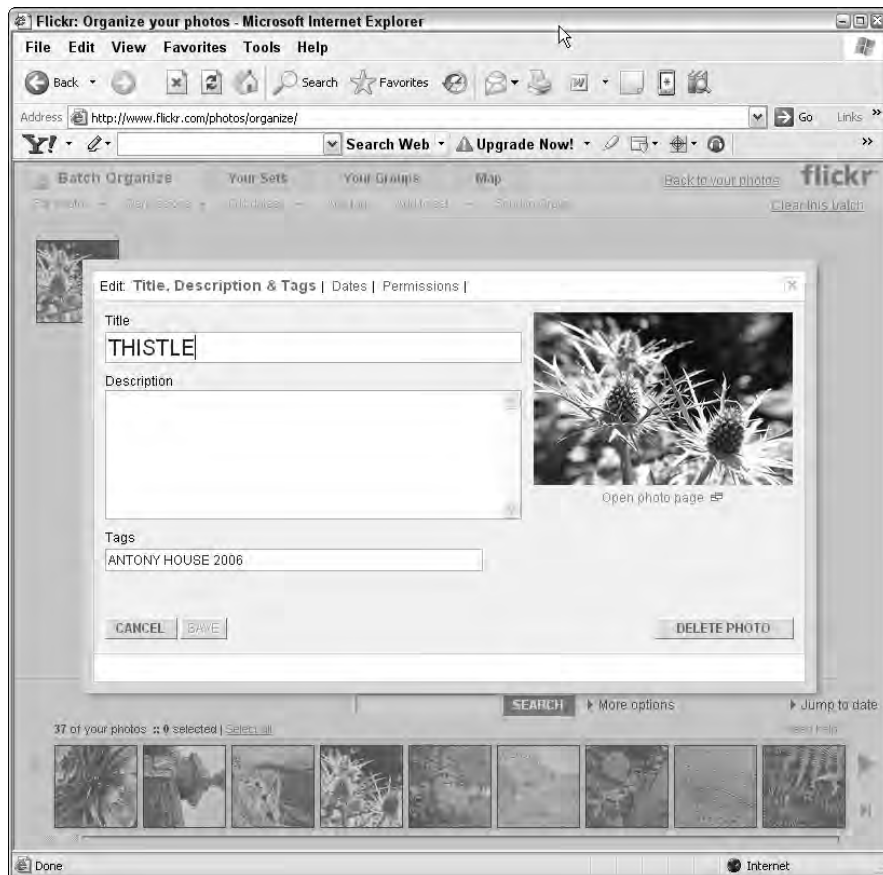 Flickr: Organize your photos - Microsoft Internet Explorer
File Edit View Favorites Tools Help
Back Search Favorites
Address http://www.flickr.com/photos/organize/ Go Links »
Y! Search Web Upgrade Now! »
Batch Organize Your Sets Your Groups Map Back to your photos flickr
Permissions Clear this batch
Edit: Title, Description & Tags | Dates | Permissions |
Title
THISTLE
Description
Open photo page
Tags
ANTONY HOUSE 2006
CANCEL SAVE DELETE PHOTO
SEARCH More options Jump to date
37 of your photos :: 0 selected | Select all Need help
Done Internet